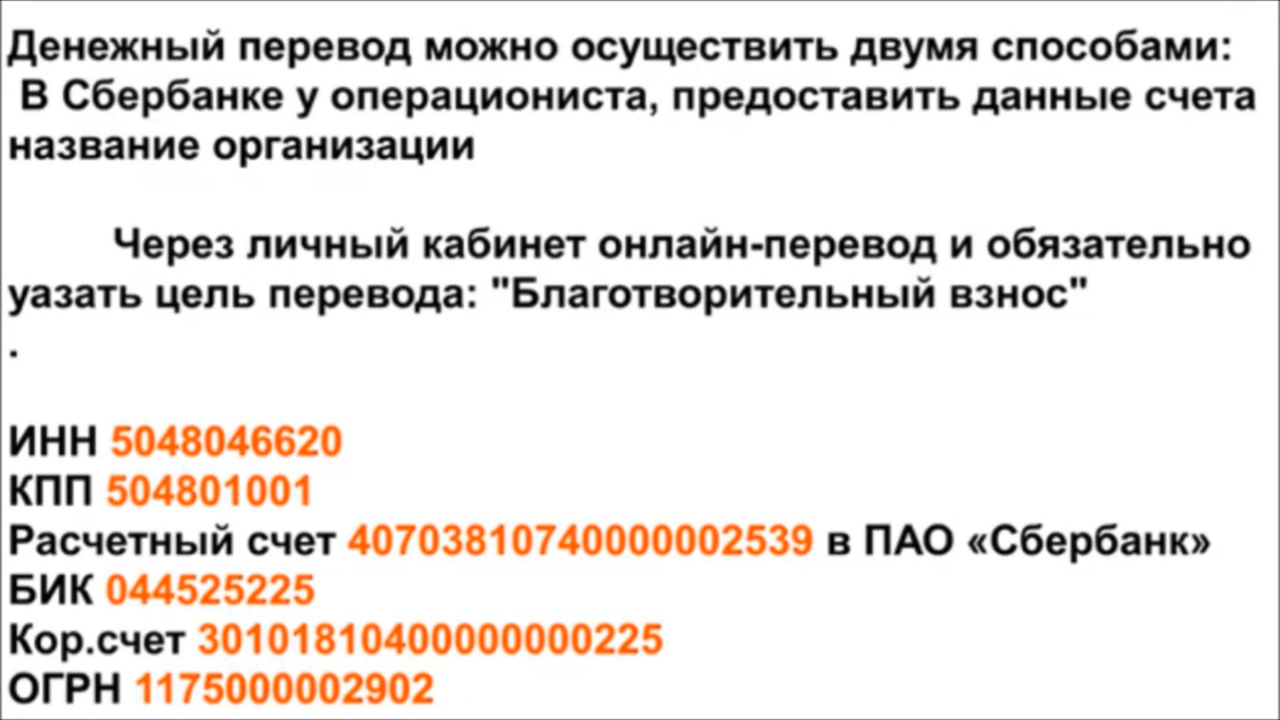 Денежный перевод можно осуществить двумя способами:
В Сбербанке у операциониста, предоставить данные счета
название организации
Через личный кабинет онлайн-перевод и обязательно
уазать цель перевода: "Благотворительный взнос"
.
ИНН 5048046620
КПП 504801001
Расчетный счет 40703810740000002539 в ПАО «Сбербанк»
БИК 044525225
Кор.счет 30101810400000000225
ОГРН 1175000002902